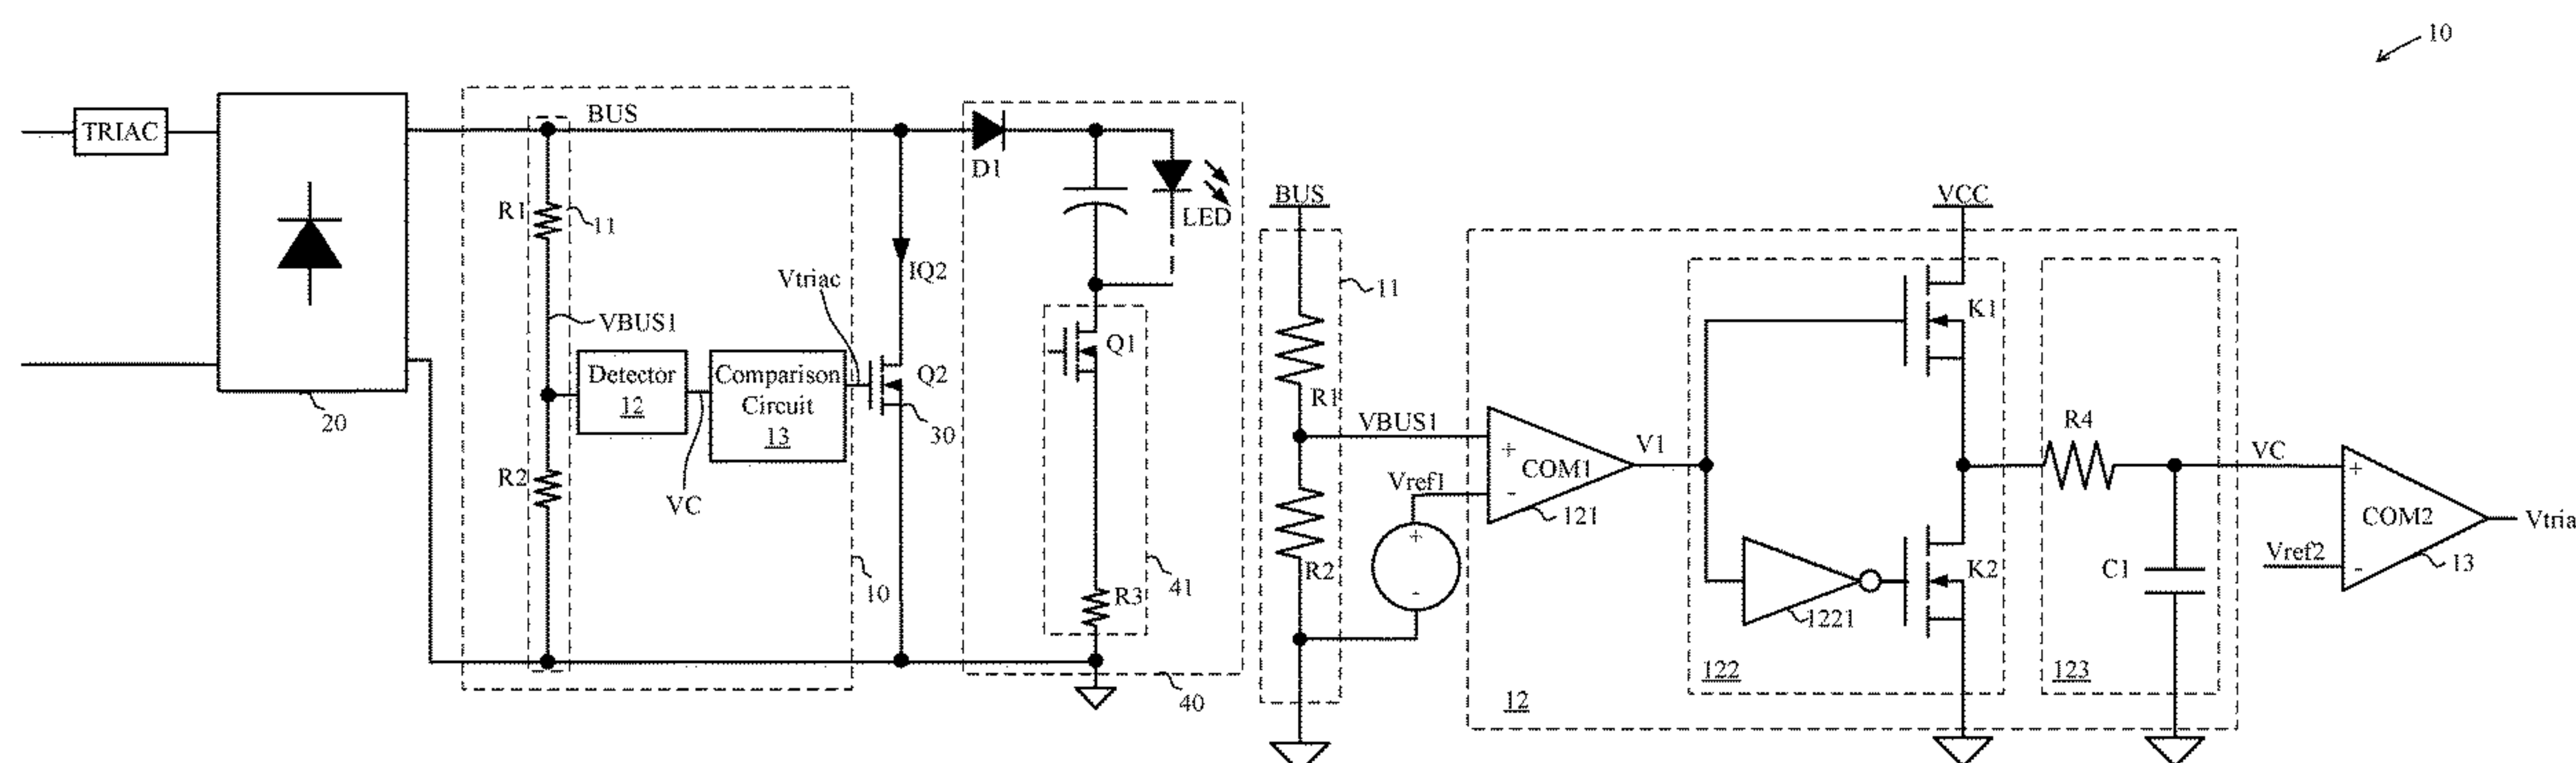 TRIAC
20
BUS
R1
11
VBUS1
R2
Detector
12
VC
Comparison
Circuit
13
Vtriac
IQ2
Q2
30
10
D1
LED
Q1
R3
41
40
10
BUS
11
R1
R2
VBUS1
Vref1
+
-
+
-
COM1
121
V1
VCC
K1
K2
1221
122
12
R4
C1
123
VC
Vref2
+
-
COM2
13
Vtria